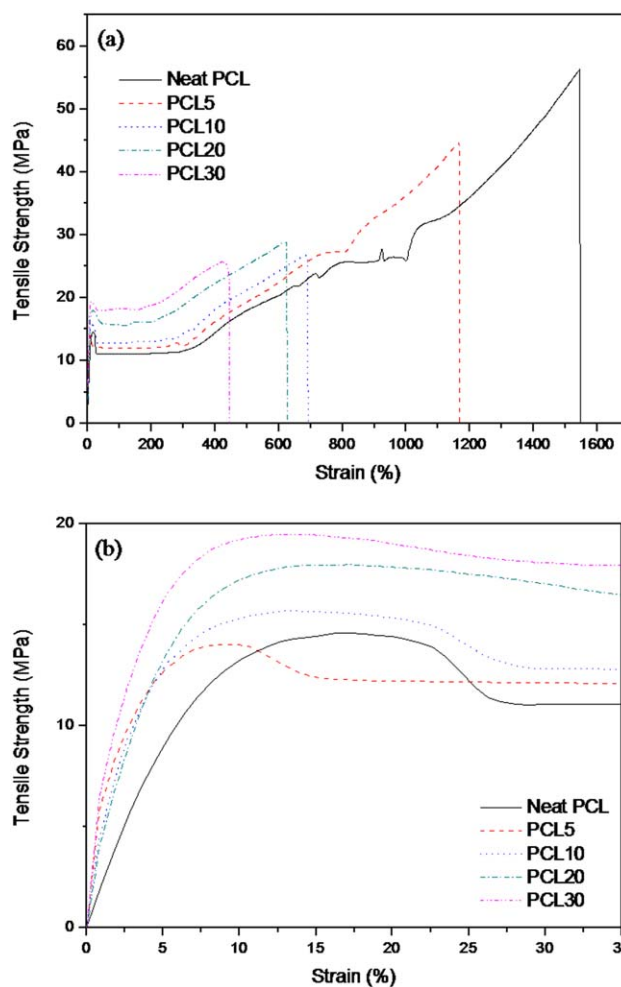 (a)
Neat PCL
PCL5
PCL10
PCL20
PCL30
Tensile Strength (MPa)
60
50
40
30
20
10
0
0 200 400 600 800 1000 1200 1400 1600
Strain (%)
(b)
Tensile Strength (MPa)
20
10
0
Neat PCL
PCL5
PCL10
PCL20
PCL30
0 5 10 15 20 25 30 35
Strain (%)